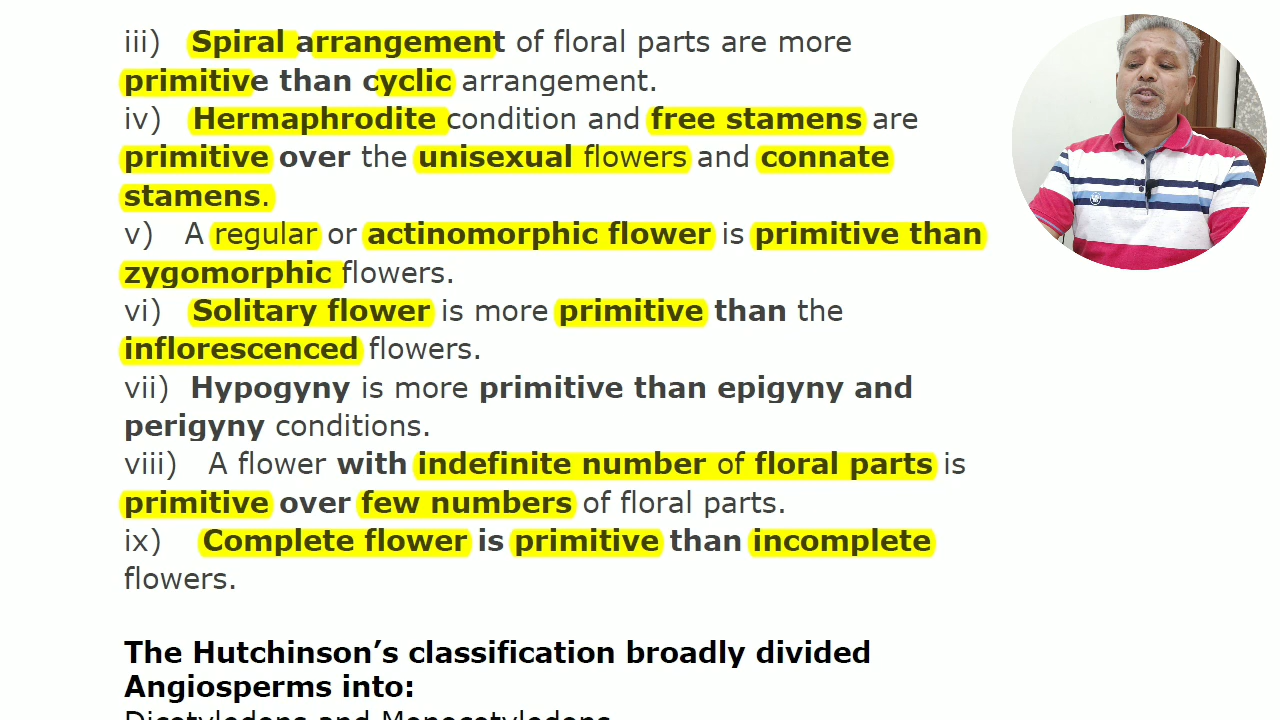 iii) Spiral arrangement of floral parts are more
primitive than cyclic arrangement.
iv) Hermaphrodite condition and free stamens are
primitive over the unisexual flowers and connate
stamens.
v) A regular or actinomorphic flower is primitive than
zygomorphic flowers.
vi) Solitary flower is more primitive than the
inflorescenced flowers.
vii) Hypogyny is more primitive than epigyny and
perigyny conditions.
viii) A flower with indefinite number of floral parts is
primitive over few numbers of floral parts.
ix) Complete flower is primitive than incomplete
flowers.
The Hutchinson’s classification broadly divided
Angiosperms into:
Dicotyledons and Monocotyledons